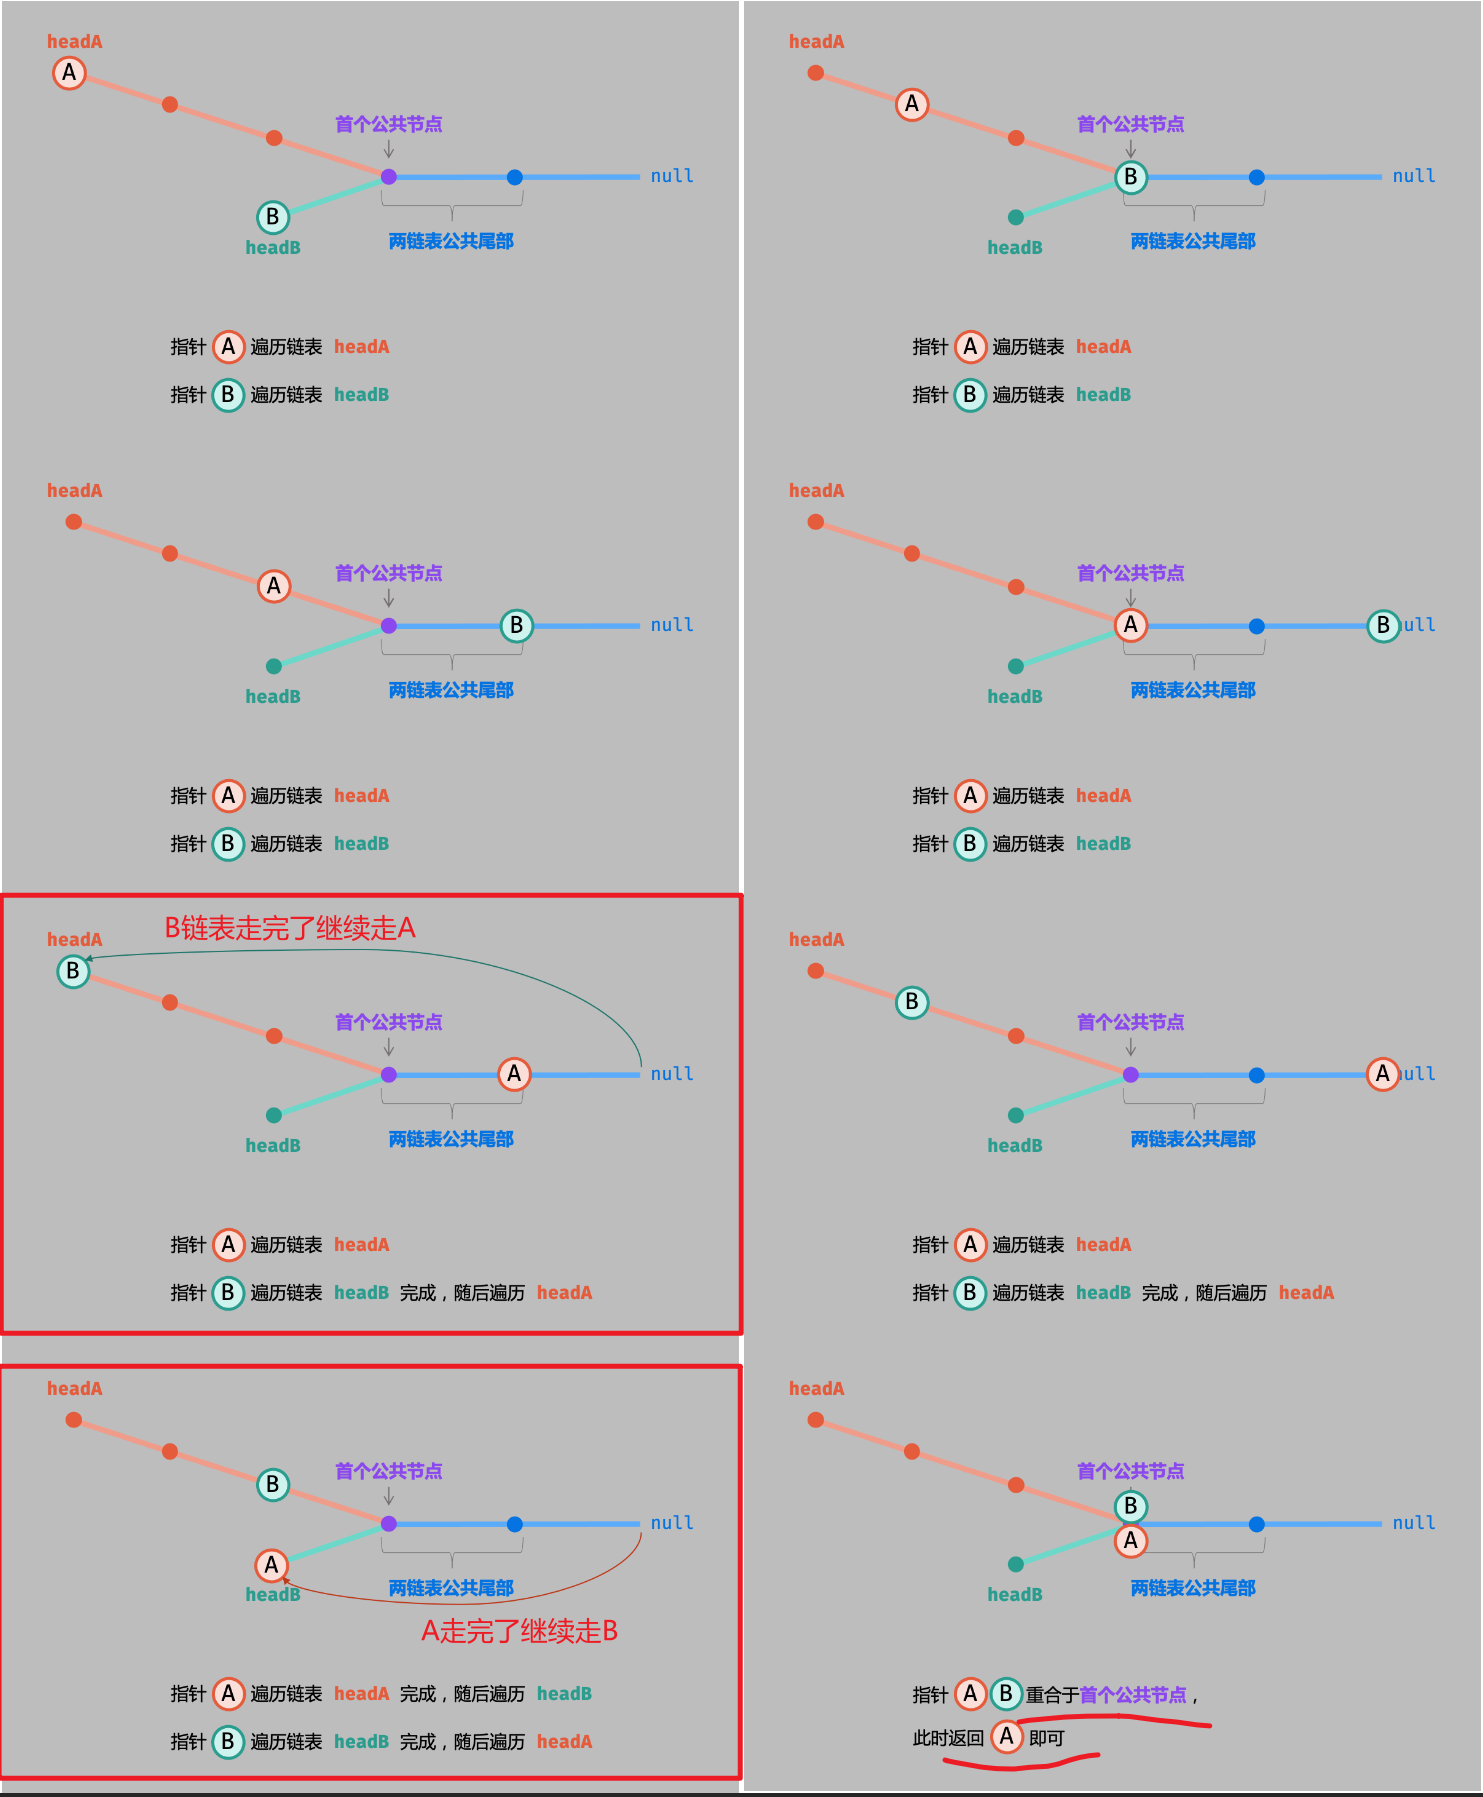 headA
A
首个公共节点
null
B
headB
两链表公共尾部
指针 A 遍历链表 headA
指针 B 遍历链表 headB
headA
A
首个公共节点
B
null
headB
两链表公共尾部
指针 A 遍历链表 headA
指针 B 遍历链表 headB
headA
首个公共节点
A
B
null
headB
两链表公共尾部
指针 A 遍历链表 headA
指针 B 遍历链表 headB
headA
首个公共节点
A
B
ull
headB
两链表公共尾部
指针 A 遍历链表 headA
指针 B 遍历链表 headB
B链表走完了继续走A
headA
B
首个公共节点
A
null
headB
两链表公共尾部
指针 A 遍历链表 headA
指针 B 遍历链表 headB 完成，随后遍历 headA
headA
B
首个公共节点
A
ull
headB
两链表公共尾部
指针 A 遍历链表 headA
指针 B 遍历链表 headB 完成，随后遍历 headA
headA
首个公共节点
B
null
A
headB
两链表公共尾部
A走完了继续走B
指针 A 遍历链表 headA 完成，随后遍历 headB
指针 B 遍历链表 headB 完成，随后遍历 headA
headA
首个公共节点
B
A
null
headB
两链表公共尾部
指针 A B 重合于首个公共节点，
此时返回 A 即可